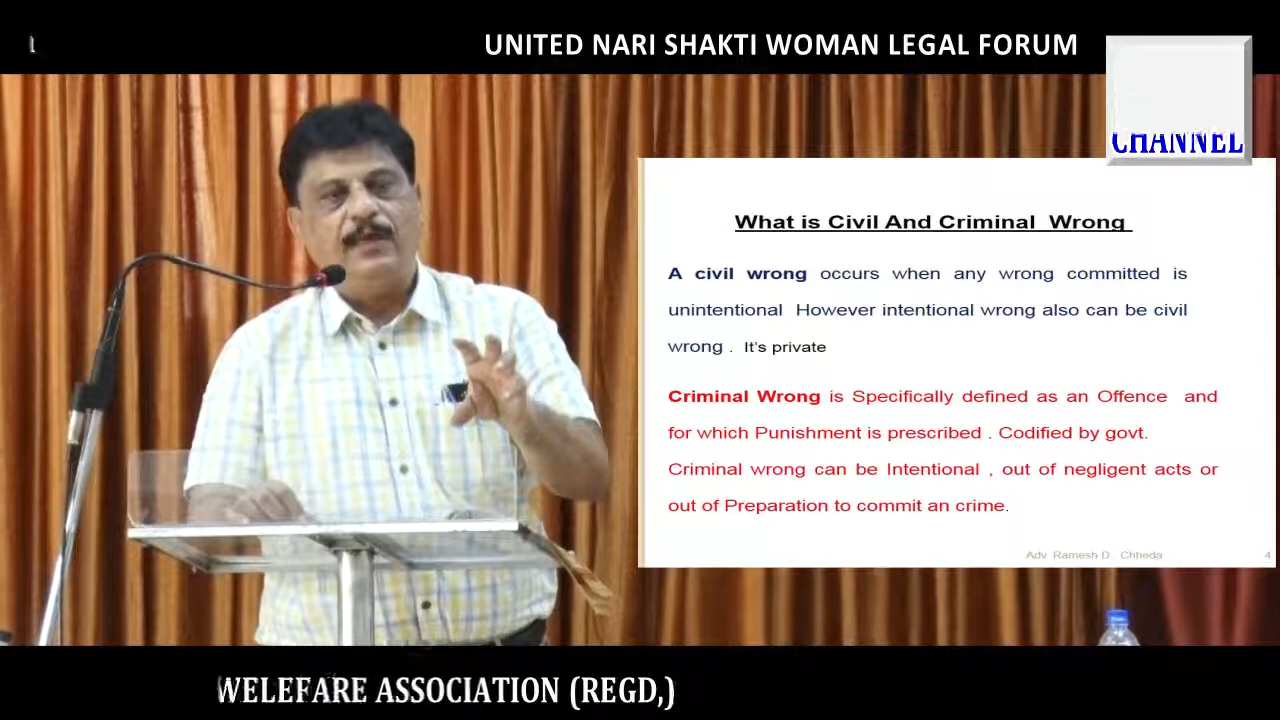 UNITED NARI SHAKTI WOMAN LEGAL FORUM
CHANNEL
What is Civil And Criminal Wrong
A civil wrong occurs when any wrong committed is
unintentional However intentional wrong also can be civil
wrong . It's private
Criminal Wrong is Specifically defined as an Offence and
for which Punishment is prescribed . Codified by govt.
Criminal wrong can be Intentional , out of negligent acts or
out of Preparation to commit an crime.
Adv. Ramesh D. Chheda 4
WELEFARE ASSOCIATION (REGD,)